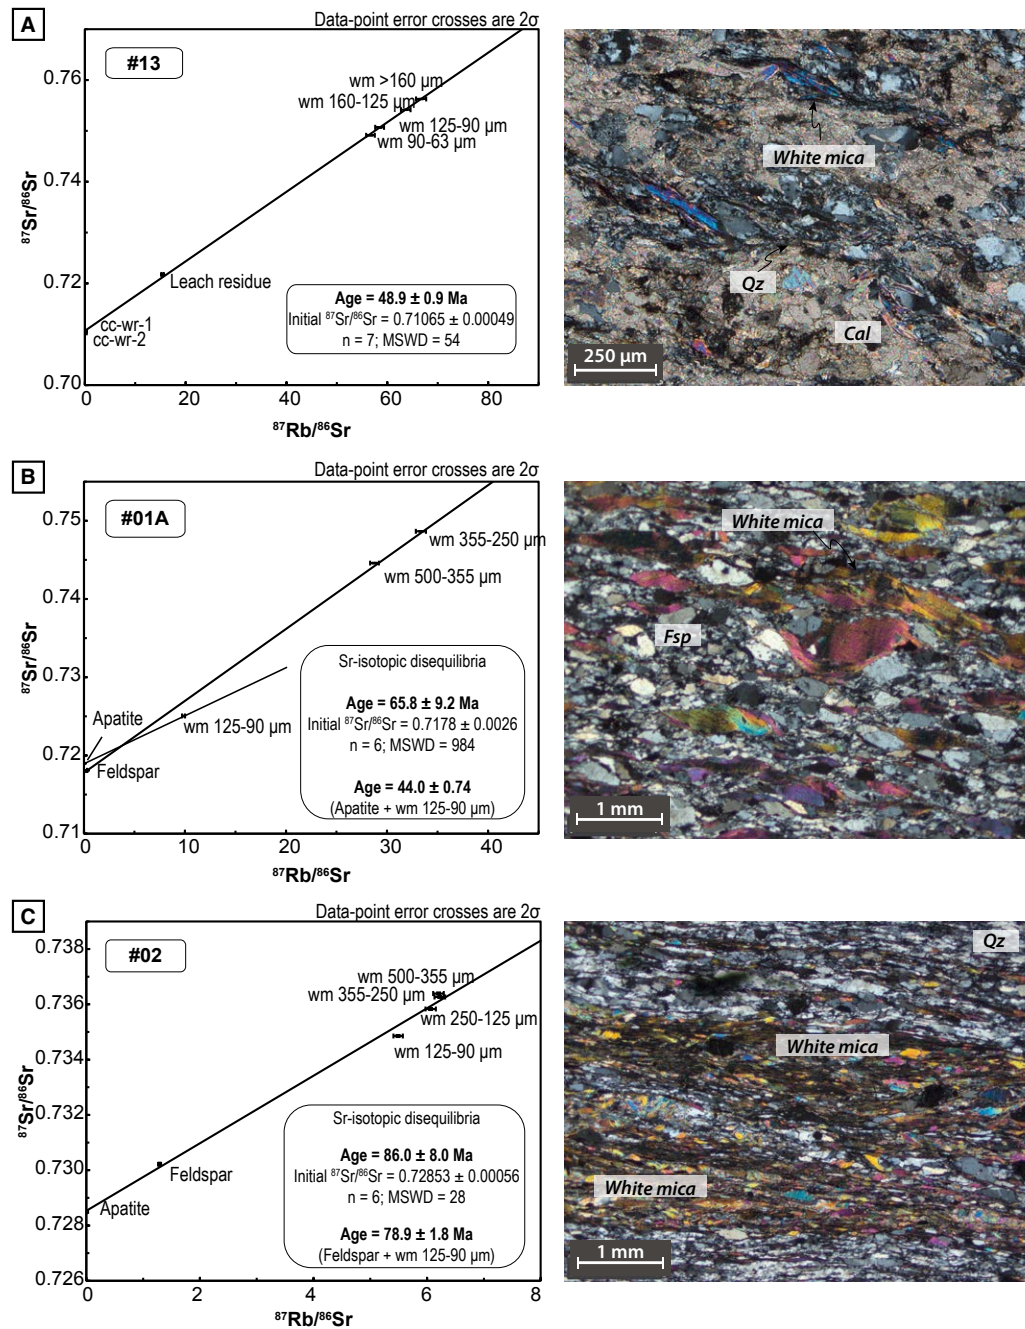 A
Data-point error crosses are 2σ
#13
0.76
0.74
0.72
0.70
⁸⁷Sr/⁸⁶Sr
wm >160 µm
wm 160-125 µm
wm 125-90 µm
wm 90-63 µm
Leach residue
cc-wr-1
cc-wr-2
Age = 48.9 ± 0.9 Ma
Initial ⁸⁷Sr/⁸⁶Sr = 0.71065 ± 0.00049
n = 7; MSWD = 54
0 20 40 60 80
⁸⁷Rb/⁸⁶Sr
White mica
Qz
Cal
250 µm
B
Data-point error crosses are 2σ
#01A
0.75
0.74
0.73
0.72
0.71
⁸⁷Sr/⁸⁶Sr
wm 355-250 µm
wm 500-355 µm
wm 125-90 µm
Apatite
Feldspar
Sr-isotopic disequilibria
Age = 65.8 ± 9.2 Ma
Initial ⁸⁷Sr/⁸⁶Sr = 0.7178 ± 0.0026
n = 6; MSWD = 984
Age = 44.0 ± 0.74
(Apatite + wm 125-90 µm)
0 10 20 30 40
⁸⁷Rb/⁸⁶Sr
White mica
Fsp
1 mm
C
Data-point error crosses are 2σ
#02
0.738
0.736
0.734
0.732
0.730
0.728
0.726
⁸⁷Sr/⁸⁶Sr
wm 500-355 µm
wm 355-250 µm
wm 250-125 µm
wm 125-90 µm
Feldspar
Apatite
Sr-isotopic disequilibria
Age = 86.0 ± 8.0 Ma
Initial ⁸⁷Sr/⁸⁶Sr = 0.72853 ± 0.00056
n = 6; MSWD = 28
Age = 78.9 ± 1.8 Ma
(Feldspar + wm 125-90 µm)
0 2 4 6 8
⁸⁷Rb/⁸⁶Sr
Qz
White mica
White mica
1 mm